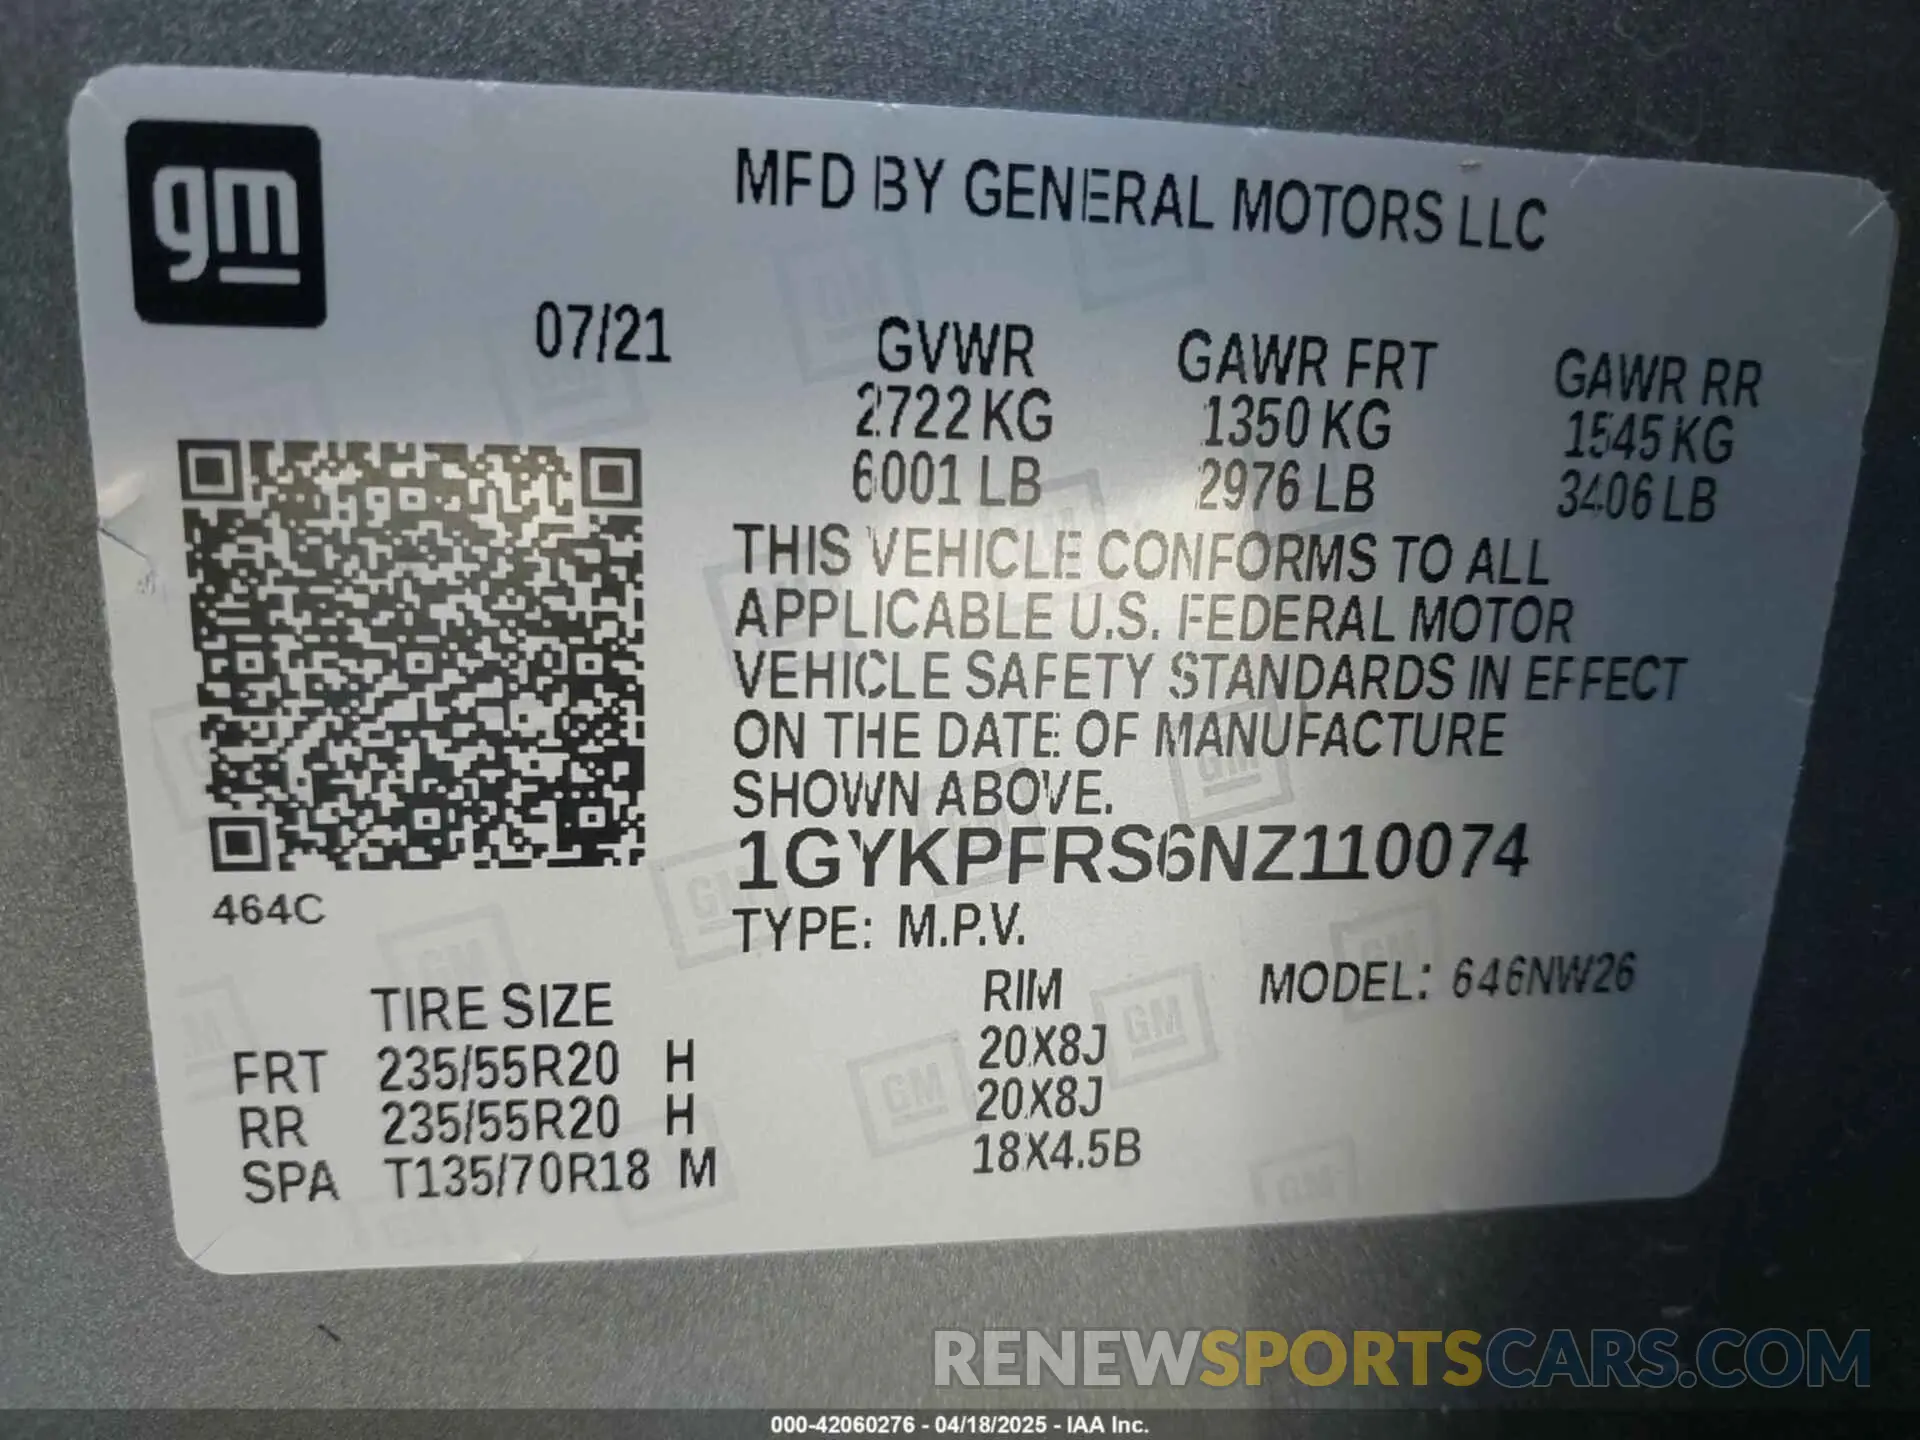 gm
MFD BY GENERAL MOTORS LLC
07/21
GVWR GAWR FRT GAWR RR
2722 KG 1350 KG 1545 KG
6001 LB 2976 LB 3406 LB
THIS VEHICLE CONFORMS TO ALL
APPLICABLE U.S. FEDERAL MOTOR
VEHICLE SAFETY STANDARDS IN EFFECT
ON THE DATE OF MANUFACTURE
SHOWN ABOVE.
1GYKPFRS6NZ110074
464C
TYPE: M.P.V.
TIRE SIZE RIM MODEL: 646NW26
FRT 235/55R20 H 20X8J
RR 235/55R20 H 20X8J
SPA T135/70R18 M 18X4.5B
RENEWSPORTSCARS.COM
000-42060276 - 04/18/2025 - IAA Inc.